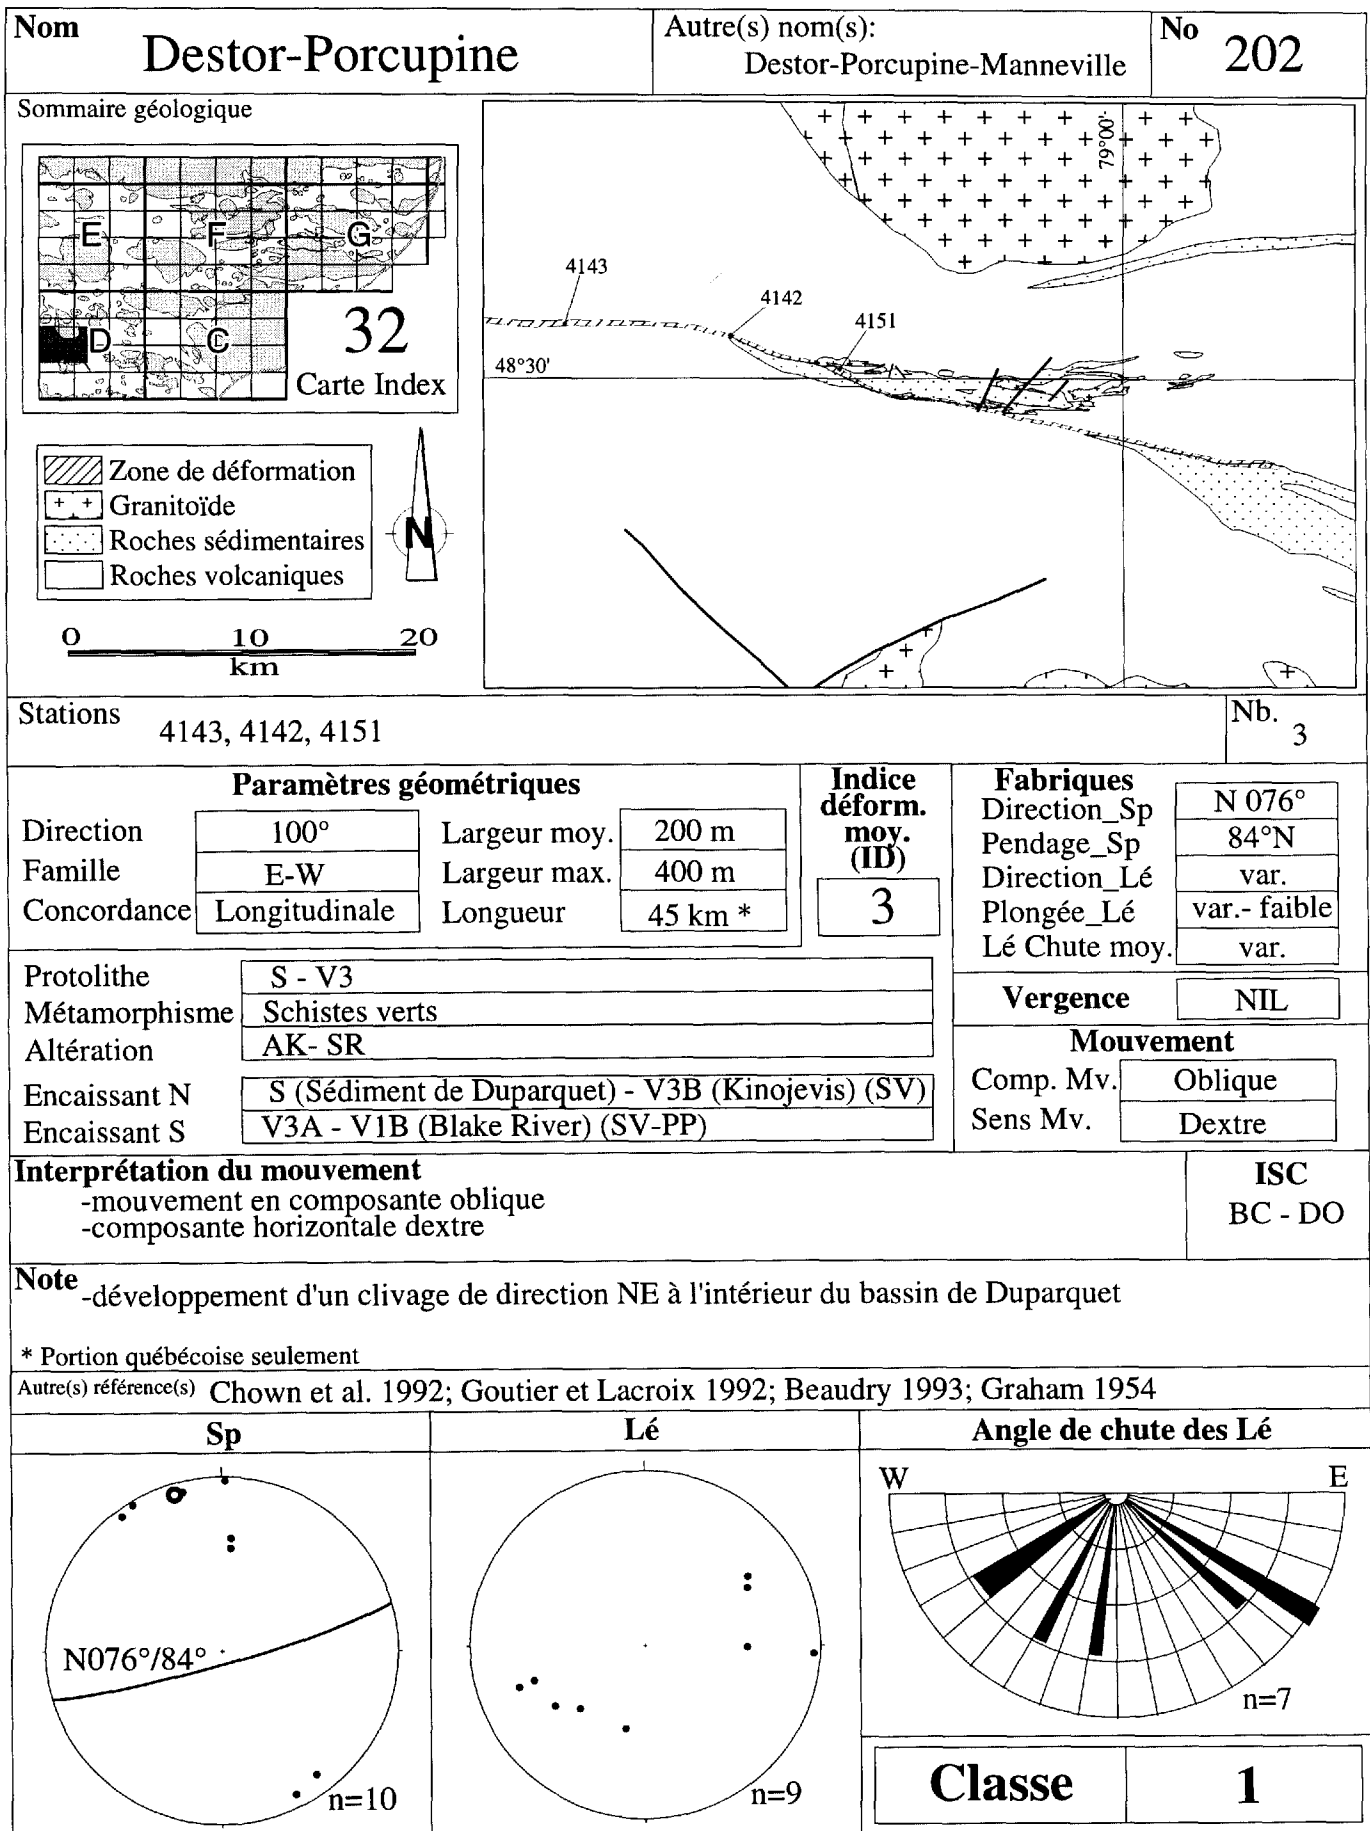 Nom
Destor-Porcupine
Autre(s) nom(s):
Destor-Porcupine-Manneville
No
202
Sommaire géologique
E
F
G
D
C
32
Carte Index
Zone de déformation
Granitoïde
Roches sédimentaires
Roches volcaniques
N
0 10 20
km
79°00'
4143
4142
4151
48°30'
Stations
4143, 4142, 4151
Nb.
3
Paramètres géométriques
Direction 100° Largeur moy. 200 m
Famille E-W Largeur max. 400 m
Concordance Longitudinale Longueur 45 km *
Indice
déform.
moy.
(ID)
3
Fabriques
Direction_Sp N 076°
Pendage_Sp 84°N
Direction_Lé var.
Plongée_Lé var.- faible
Lé Chute moy. var.
Protolithe S - V3
Métamorphisme Schistes verts
Altération AK- SR
Encaissant N S (Sédiment de Duparquet) - V3B (Kinojevis) (SV)
Encaissant S V3A - V1B (Blake River) (SV-PP)
Vergence NIL
Mouvement
Comp. Mv. Oblique
Sens Mv. Dextre
Interprétation du mouvement
-mouvement en composante oblique
-composante horizontale dextre
ISC
BC - DO
Note
-développement d'un clivage de direction NE à l'intérieur du bassin de Duparquet
* Portion québécoise seulement
Autre(s) référence(s) Chown et al. 1992; Goutier et Lacroix 1992; Beaudry 1993; Graham 1954
Sp
N076°/84°
n=10
Lé
n=9
Angle de chute des Lé
W E
n=7
Classe 1